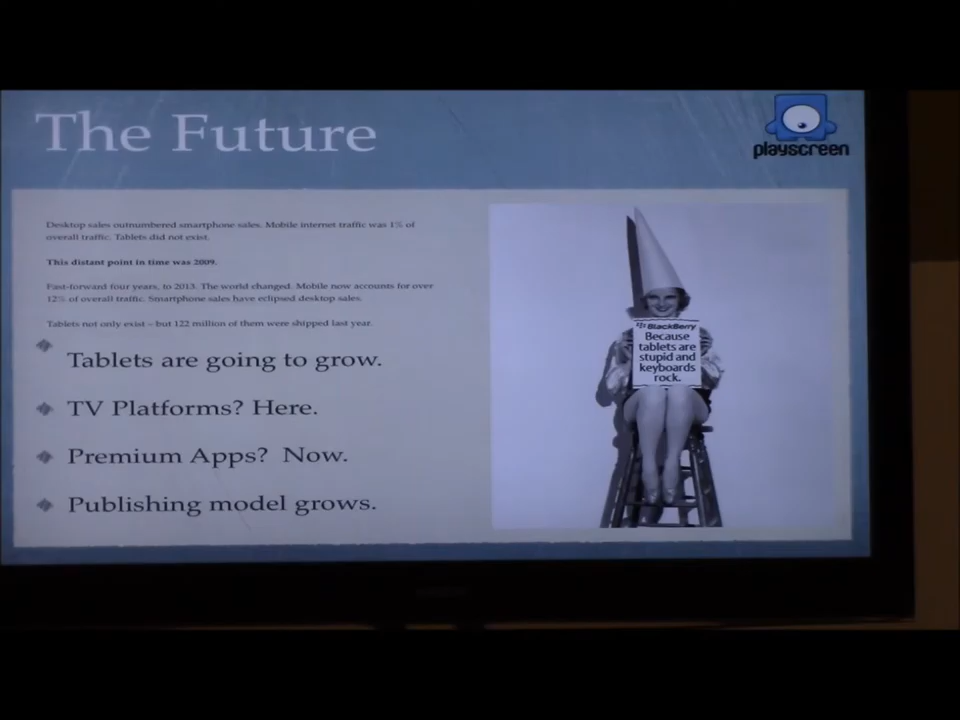 The Future
playscreen
Desktop sales outnumbered smartphone sales. Mobile internet traffic was 1% of
overall traffic. Tablets did not exist.
This distant point in time was 2009.
Fast-forward four years, to 2013. The world changed. Mobile now accounts for over
12% of overall traffic. Smartphone sales have eclipsed desktop sales.
Tablets not only exist – but 122 million of them were shipped last year.
Tablets are going to grow.
TV Platforms? Here.
Premium Apps? Now.
Publishing model grows.
BlackBerry
Because
tablets are
stupid and
keyboards
rock.